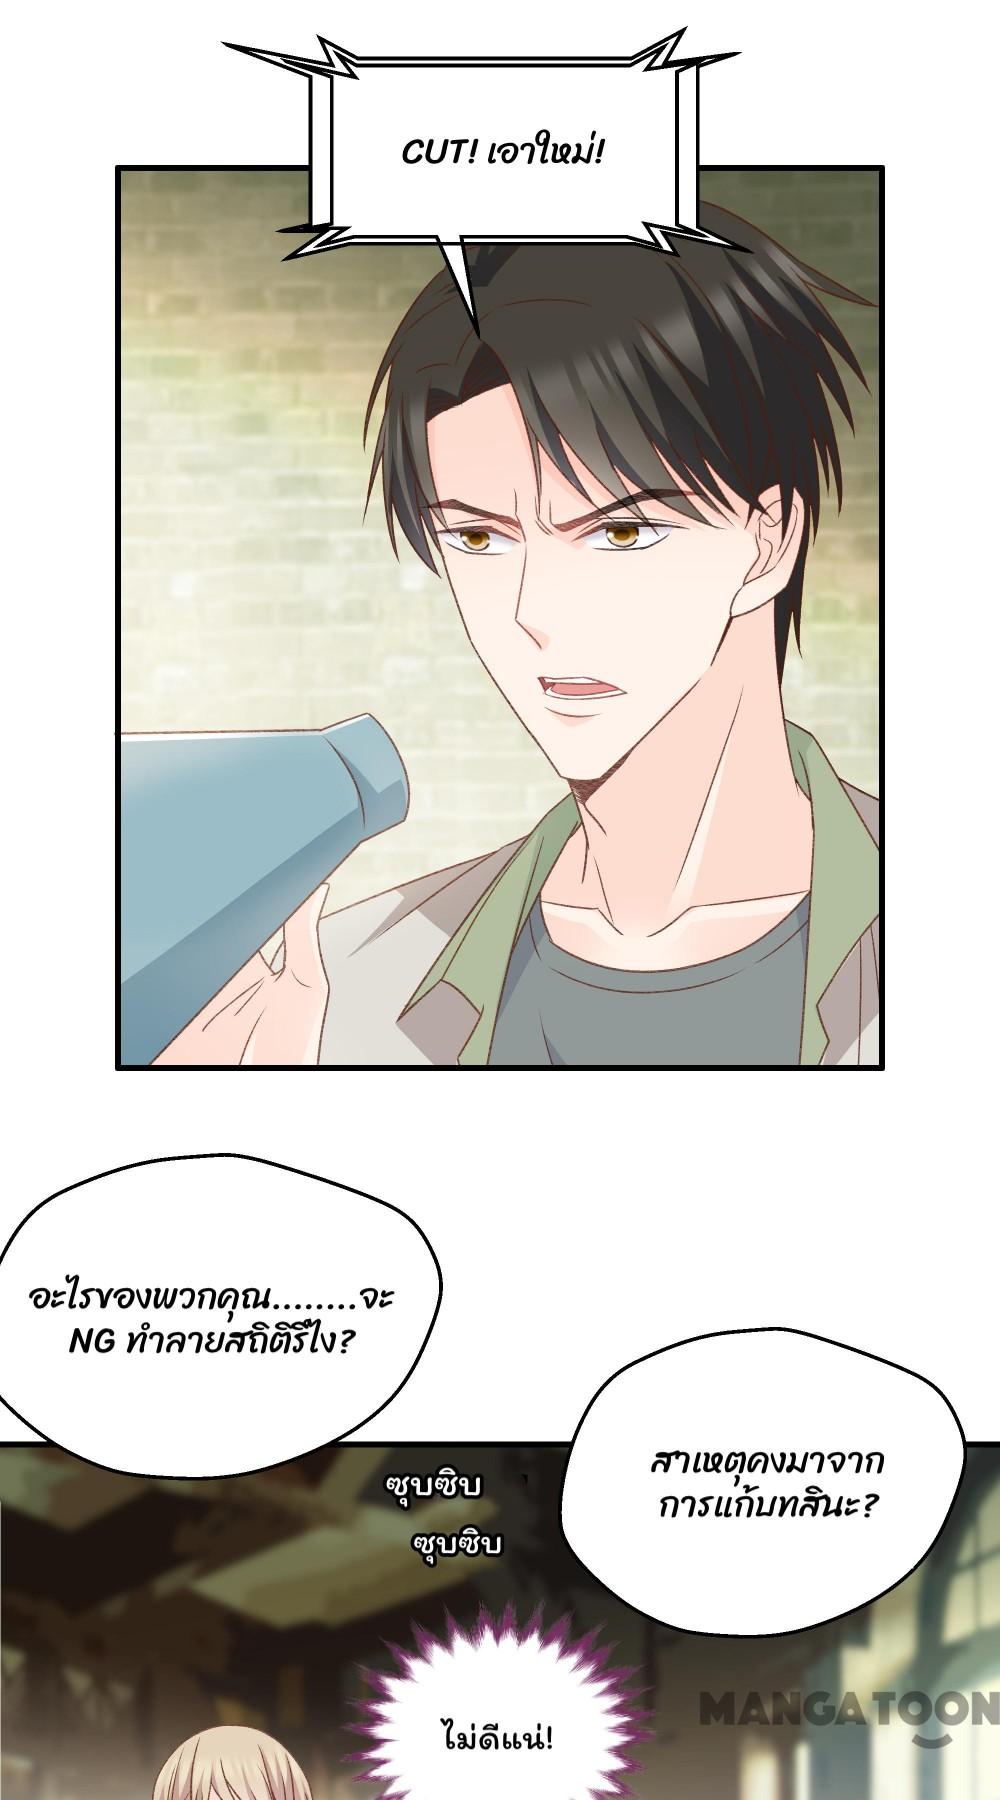 CUT! เอาใหม่!
อะไรของพวกคุณ........จะ
NG ทำลายสถิติรึไง?
สาเหตุคงมาจาก
การแก้บทสินะ?
ซุบซิบ
ซุบซิบ
ไม่ดีแน่!
MANGATOON